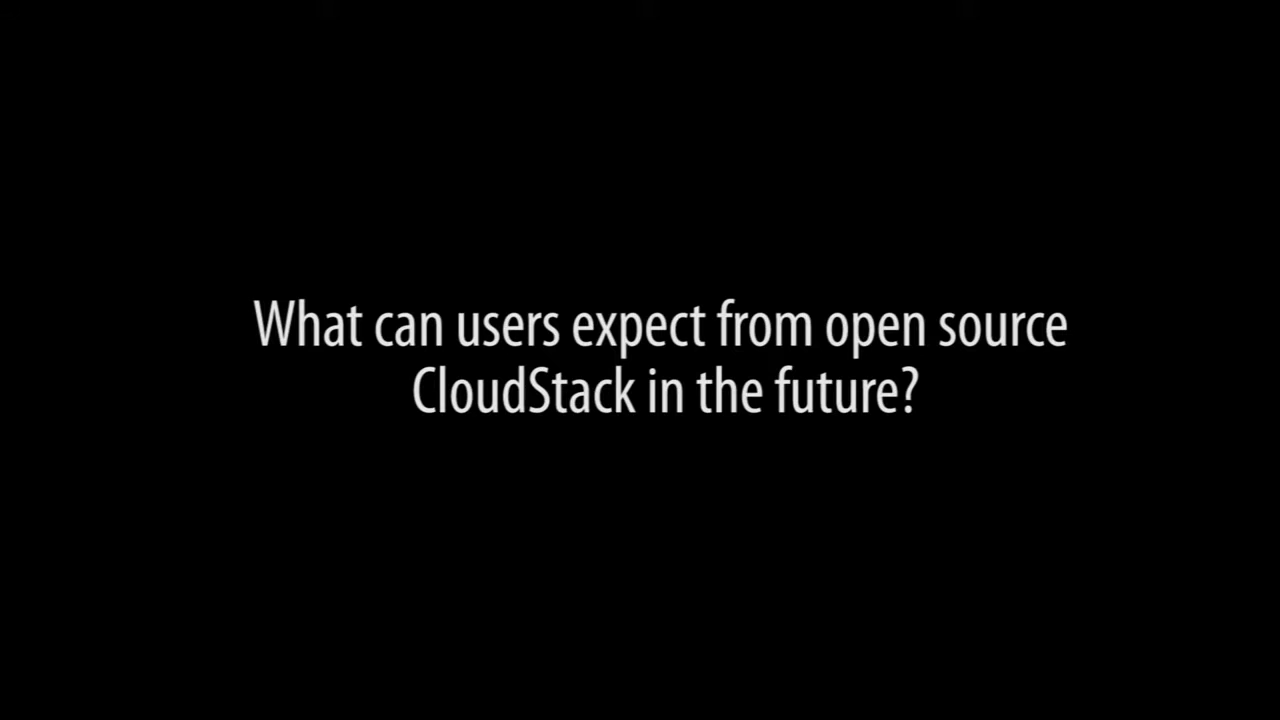 What can users expect from open source
CloudStack in the future?